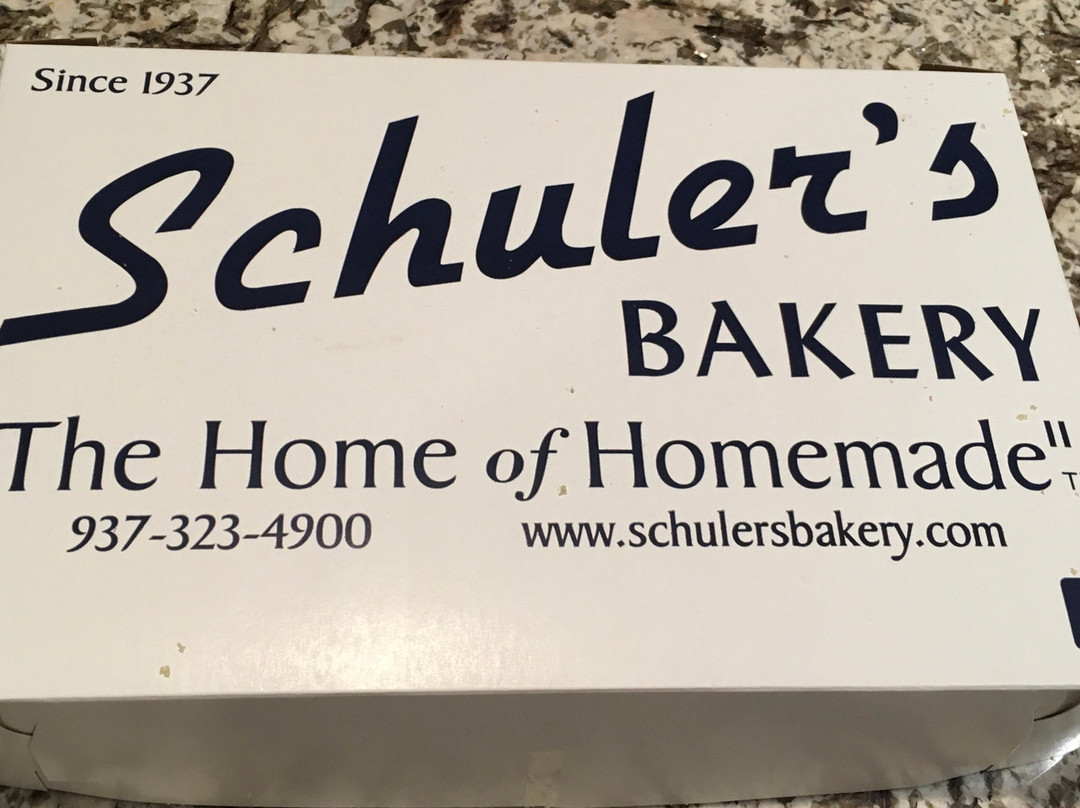 Since 1937
Schuler's
BAKERY
The Home of Homemade"
937-323-4900
www.schulersbakery.com